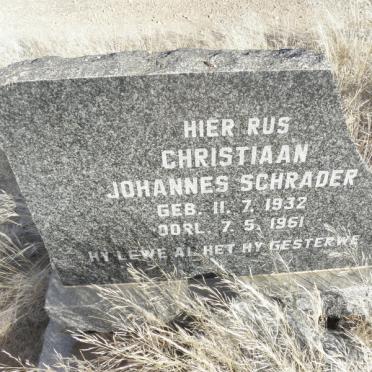 HIER RUS
CHRISTIAAN
JOHANNES SCHRADER
GEB. 11. 7. 1932
OORL. 7. 5. 1961
HY LEWE AL HET HY GESTERWE